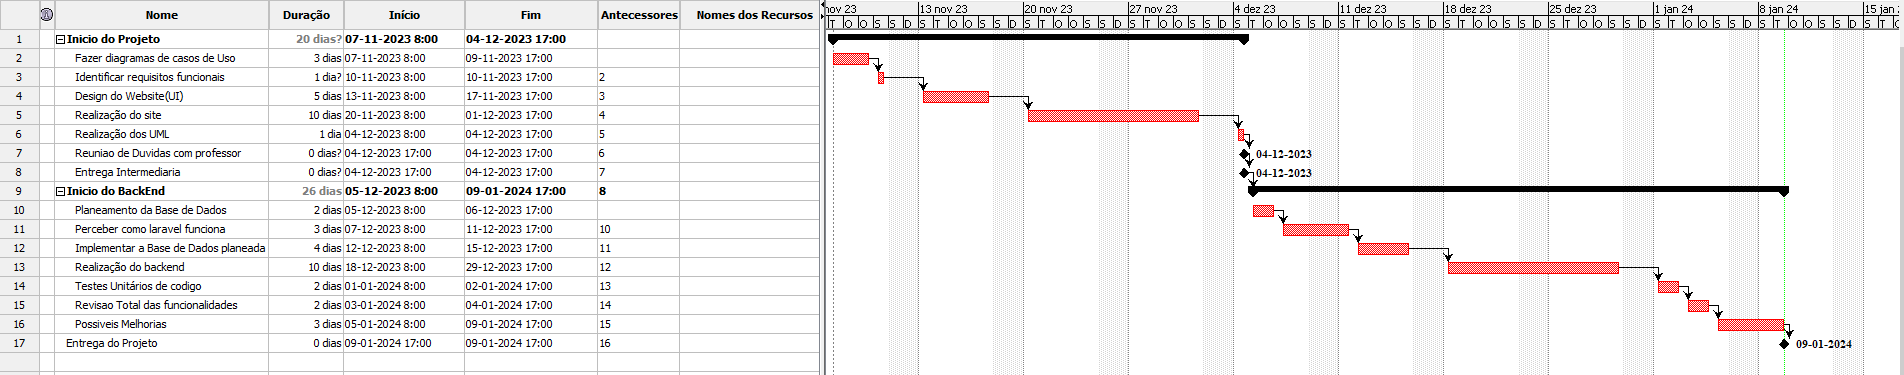 Nome Duração Início Fim Antecessores Nomes dos Recursos
nov 23 13 nov 23 20 nov 23 27 nov 23 4 dez 23 11 dez 23 18 dez 23 25 dez 23 1 jan 24 8 jan 24 15 jan
1 Inicio do Projeto 20 dias? 07-11-2023 8:00 04-12-2023 17:00
2 Fazer diagramas de casos de Uso 3 dias 07-11-2023 8:00 09-11-2023 17:00
3 Identificar requisitos funcionais 1 dia? 10-11-2023 8:00 10-11-2023 17:00 2
4 Design do Website(UI) 5 dias 13-11-2023 8:00 17-11-2023 17:00 3
5 Realização do site 10 dias 20-11-2023 8:00 01-12-2023 17:00 4
6 Realização dos UML 1 dia 04-12-2023 8:00 04-12-2023 17:00 5
7 Reuniao de Duvidas com professor 0 dias? 04-12-2023 17:00 04-12-2023 17:00 6 04-12-2023
8 Entrega Intermediaria 0 dias? 04-12-2023 17:00 04-12-2023 17:00 7 04-12-2023
9 Inicio do BackEnd 26 dias 05-12-2023 8:00 09-01-2024 17:00 8
10 Planeamento da Base de Dados 2 dias 05-12-2023 8:00 06-12-2023 17:00
11 Perceber como laravel funciona 3 dias 07-12-2023 8:00 11-12-2023 17:00 10
12 Implementar a Base de Dados planeada 4 dias 12-12-2023 8:00 15-12-2023 17:00 11
13 Realização do backend 10 dias 18-12-2023 8:00 29-12-2023 17:00 12
14 Testes Unitários de codigo 2 dias 01-01-2024 8:00 02-01-2024 17:00 13
15 Revisao Total das funcionalidades 2 dias 03-01-2024 8:00 04-01-2024 17:00 14
16 Possiveis Melhorias 3 dias 05-01-2024 8:00 09-01-2024 17:00 15
17 Entrega do Projeto 0 dias 09-01-2024 17:00 09-01-2024 17:00 16 09-01-2024